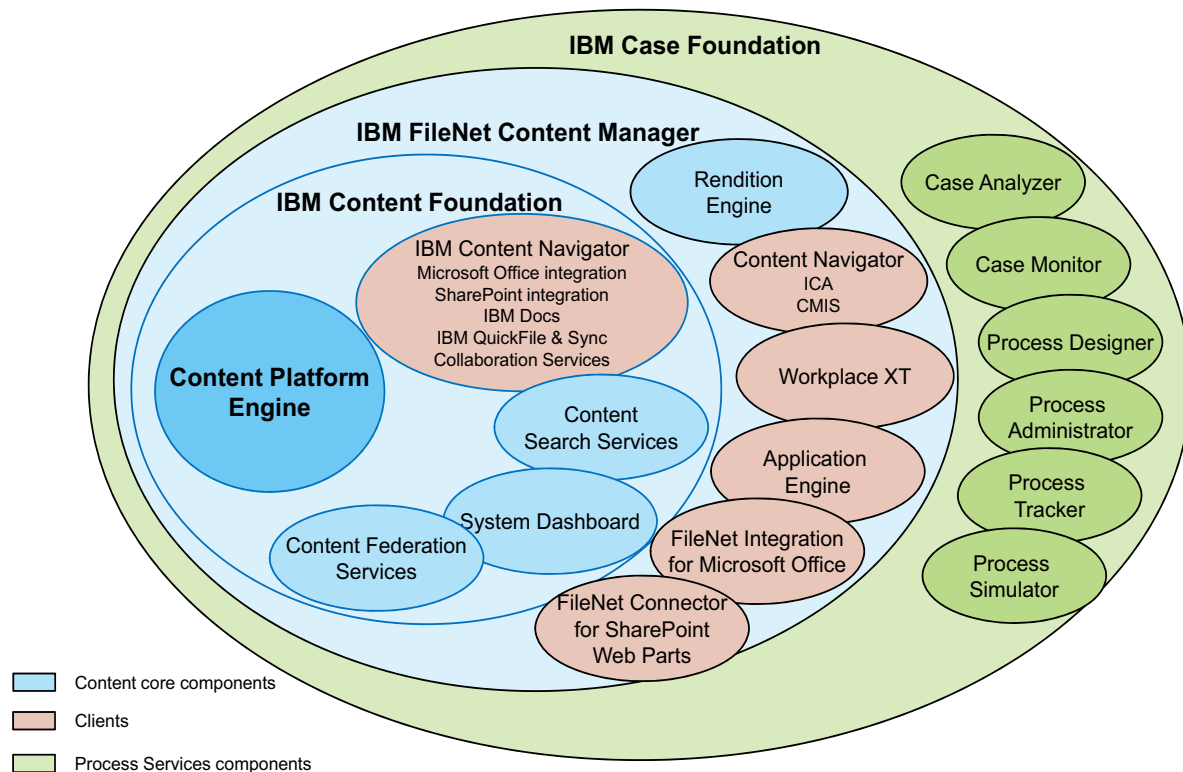 IBM Case Foundation
IBM FileNet Content Manager
IBM Content Foundation
Rendition
Engine
Case Analyzer
IBM Content Navigator
Microsoft Office integration
SharePoint integration
IBM Docs
IBM QuickFile & Sync
Collaboration Services
Content Navigator
ICA
CMIS
Case Monitor
Process Designer
Content Platform
Engine
Workplace XT
Content
Search Services
Process
Administrator
Application
Engine
Process
Tracker
System Dashboard
Content Federation
Services
FileNet Integration
for Microsoft Office
Process
Simulator
FileNet Connector
for SharePoint
Web Parts
Content core components
Clients
Process Services components